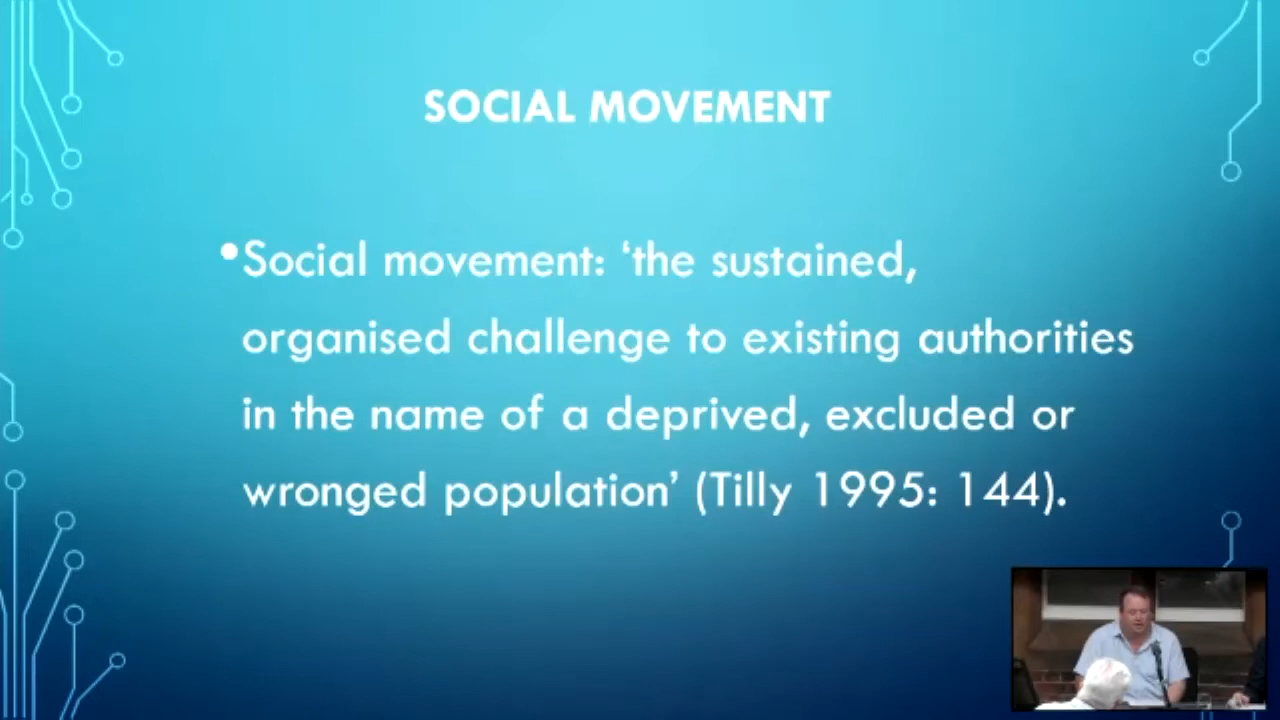 SOCIAL MOVEMENT
•Social movement: ‘the sustained,
organised challenge to existing authorities
in the name of a deprived, excluded or
wronged population’ (Tilly 1995: 144).